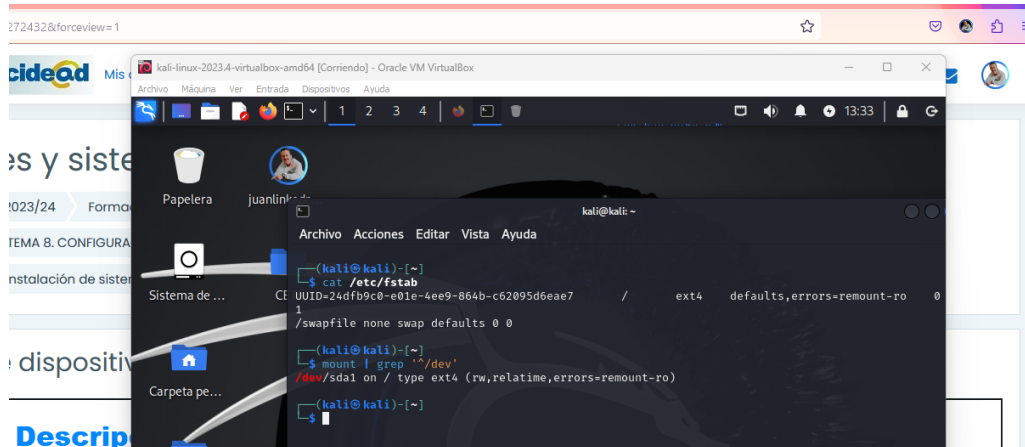 272432&forceview=1
cidead
Mis
kali-linux-2023.4-virtualbox-amd64 [Corriendo] - Oracle VM VirtualBox
Archivo Máquina Ver Entrada Dispositivos Ayuda
1 2 3 4
13:33
es y siste
2023/24 Forma
TEMA 8. CONFIGURA
nstalación de sister
Papelera
juanlink
kali@kali: ~
Archivo Acciones Editar Vista Ayuda
Sistema de ...
CE
(kali㉿kali)-[~]
$ cat /etc/fstab
UUID=24dfb9c0-e01e-4ee9-864b-c62095d6eae7 / ext4 defaults,errors=remount-ro 0
1
/swapfile none swap defaults 0 0
(kali㉿kali)-[~]
$ mount | grep '^/dev'
/dev/sda1 on / type ext4 (rw,relatime,errors=remount-ro)
(kali㉿kali)-[~]
$
dispositiv
Carpeta pe...
Descrip